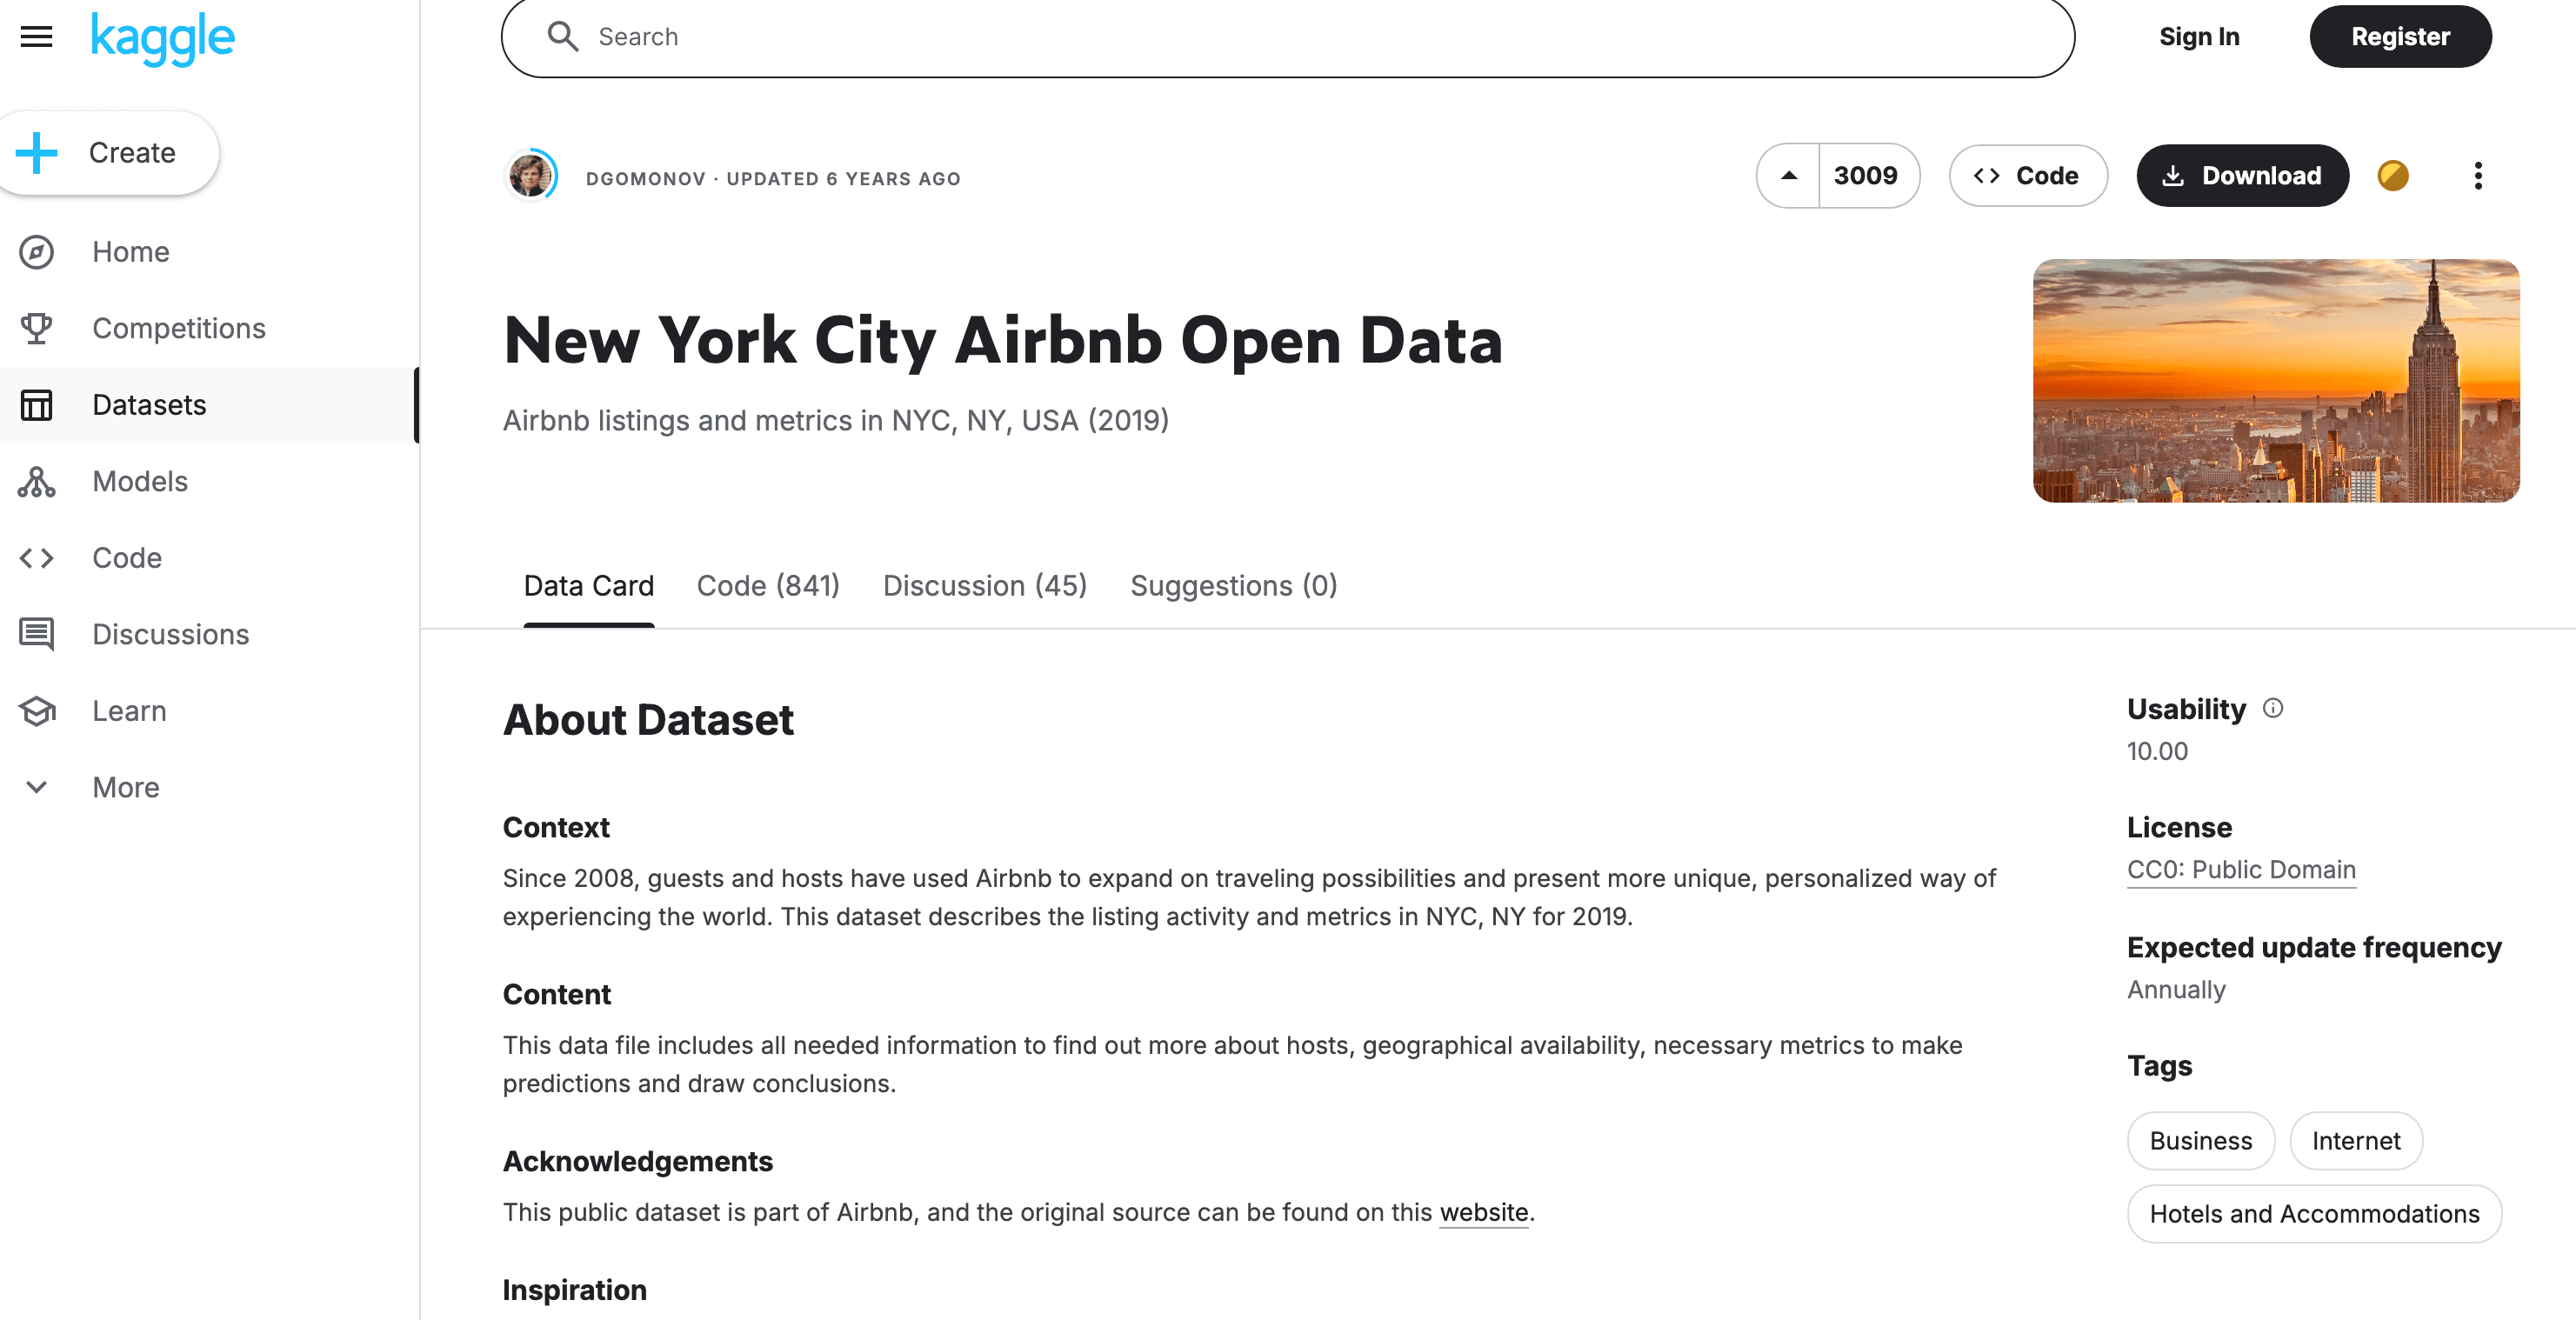 kaggle
Search
Sign In
Register
Create
Home
Competitions
Datasets
Models
Code
Discussions
Learn
More
DGOMONOV · UPDATED 6 YEARS AGO
3009
Code
Download
New York City Airbnb Open Data
Airbnb listings and metrics in NYC, NY, USA (2019)
Data Card
Code (841)
Discussion (45)
Suggestions (0)
About Dataset
Context
Since 2008, guests and hosts have used Airbnb to expand on traveling possibilities and present more unique, personalized way of
experiencing the world. This dataset describes the listing activity and metrics in NYC, NY for 2019.
Content
This data file includes all needed information to find out more about hosts, geographical availability, necessary metrics to make
predictions and draw conclusions.
Acknowledgements
This public dataset is part of Airbnb, and the original source can be found on this website.
Inspiration
Usability
10.00
License
CC0: Public Domain
Expected update frequency
Annually
Tags
Business
Internet
Hotels and Accommodations